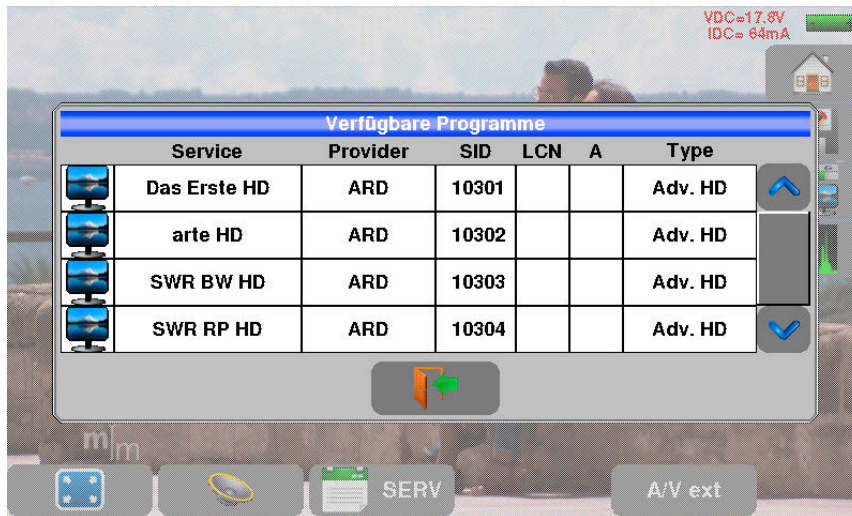 VDC=17.8V
IDC= 64mA
Verfügbare Programme
Service Provider SID LCN A Type
Das Erste HD ARD 10301 Adv. HD
arte HD ARD 10302 Adv. HD
SWR BW HD ARD 10303 Adv. HD
SWR RP HD ARD 10304 Adv. HD
m m
SERV
A/V ext